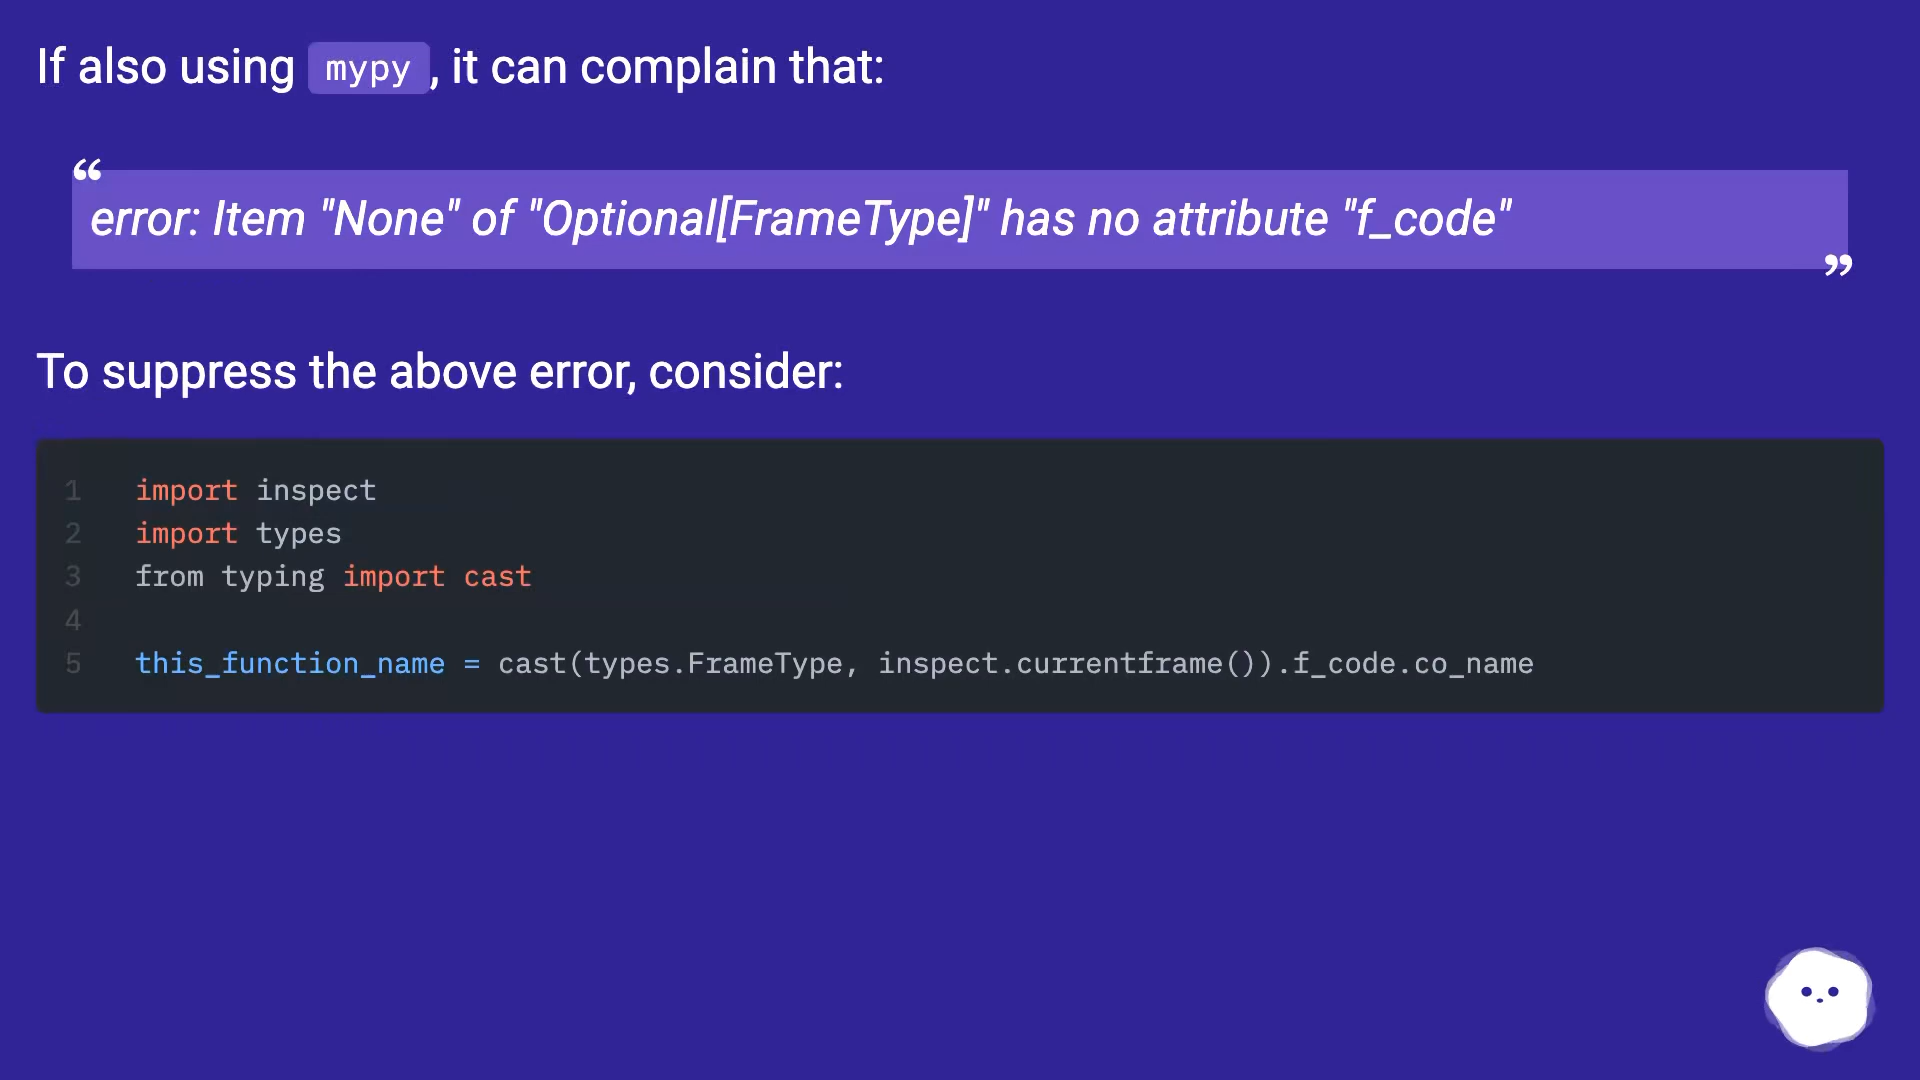 If also using mypy, it can complain that:
“
error: Item "None" of "Optional[FrameType]" has no attribute "f_code"
”
To suppress the above error, consider:
1 import inspect
2 import types
3 from typing import cast
4
5 this_function_name = cast(types.FrameType, inspect.currentframe()).f_code.co_name